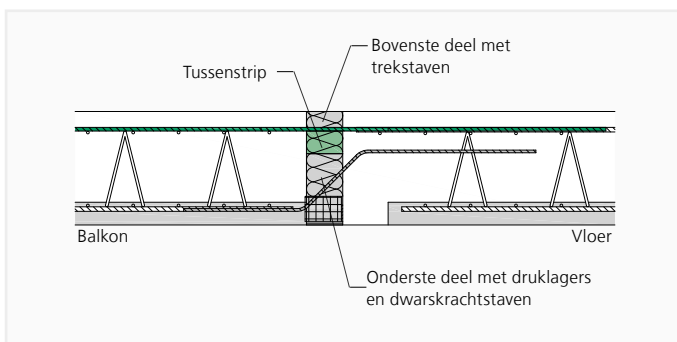 Bovenste deel met
trekstaven
Tussenstrip
Balkon
Vloer
Onderste deel met druklagers
en dwarskrachtstaven